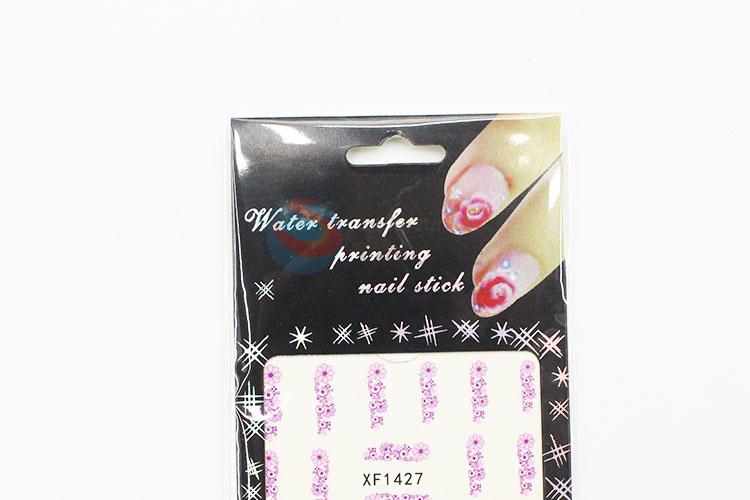 Water transfer
printing
nail stick
XF1427